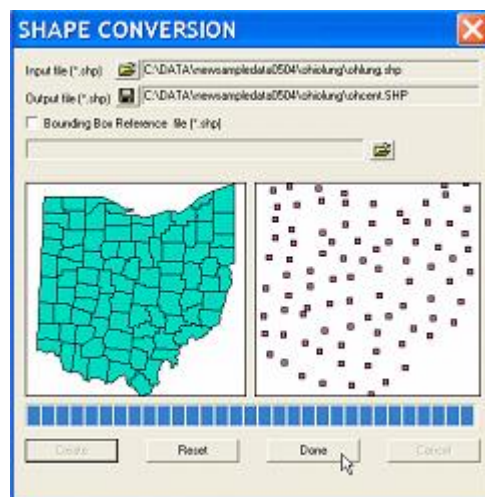 SHAPE CONVERSION
Input file (*.shp) C:\DATA\newsampledata0504\ohiolung\ohlung.shp
Output file (*.shp) C:\DATA\newsampledata0504\ohiolung\ohcent.SHP
Bounding Box Reference file (*.shp)
Create Reset Done Cancel